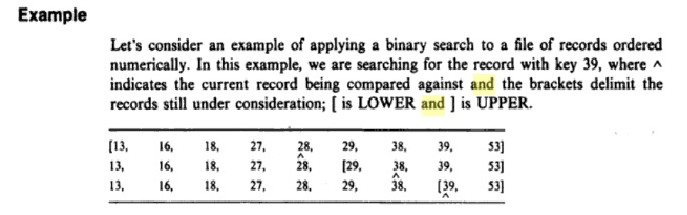 Example
Let's consider an example of applying a binary search to a file of records ordered
numerically. In this example, we are searching for the record with key 39, where ^
indicates the current record being compared against and the brackets delimit the
records still under consideration; [ is LOWER and ] is UPPER.
[13, 16, 18, 27, 28, 29, 38, 39, 53]
^
13, 16, 18, 27, 28, [29, 38, 39, 53]
^
13, 16, 18, 27, 28, 29, 38, [39, 53]
^